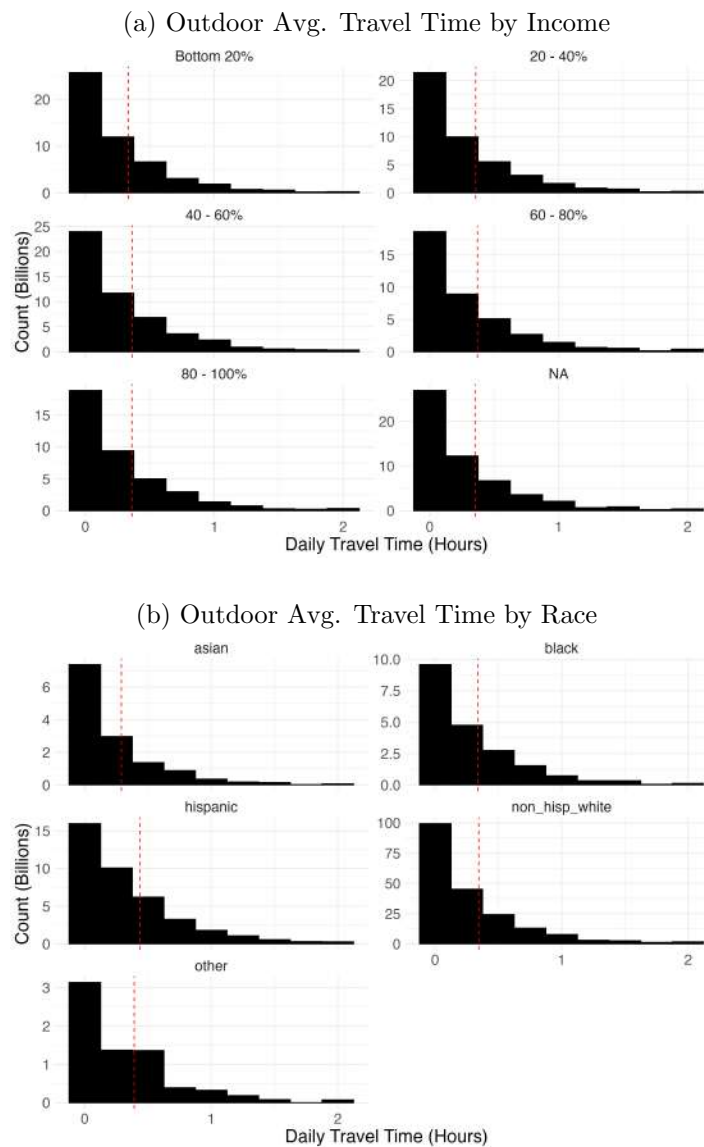 (a) Outdoor Avg. Travel Time by Income
Bottom 20%
20 - 40%
20
10
0
20
15
10
5
0
40 - 60%
60 - 80%
25
20
15
10
5
0
15
10
5
0
80 - 100%
NA
15
10
5
0
20
10
0
Count (Billions)
0 1 2
0 1 2
Daily Travel Time (Hours)
(b) Outdoor Avg. Travel Time by Race
asian
black
6
4
2
0
10.0
7.5
5.0
2.5
0.0
hispanic
non_hisp_white
15
10
5
0
100
75
50
25
0
0 1 2
other
3
2
1
0
Count (Billions)
0 1 2
Daily Travel Time (Hours)